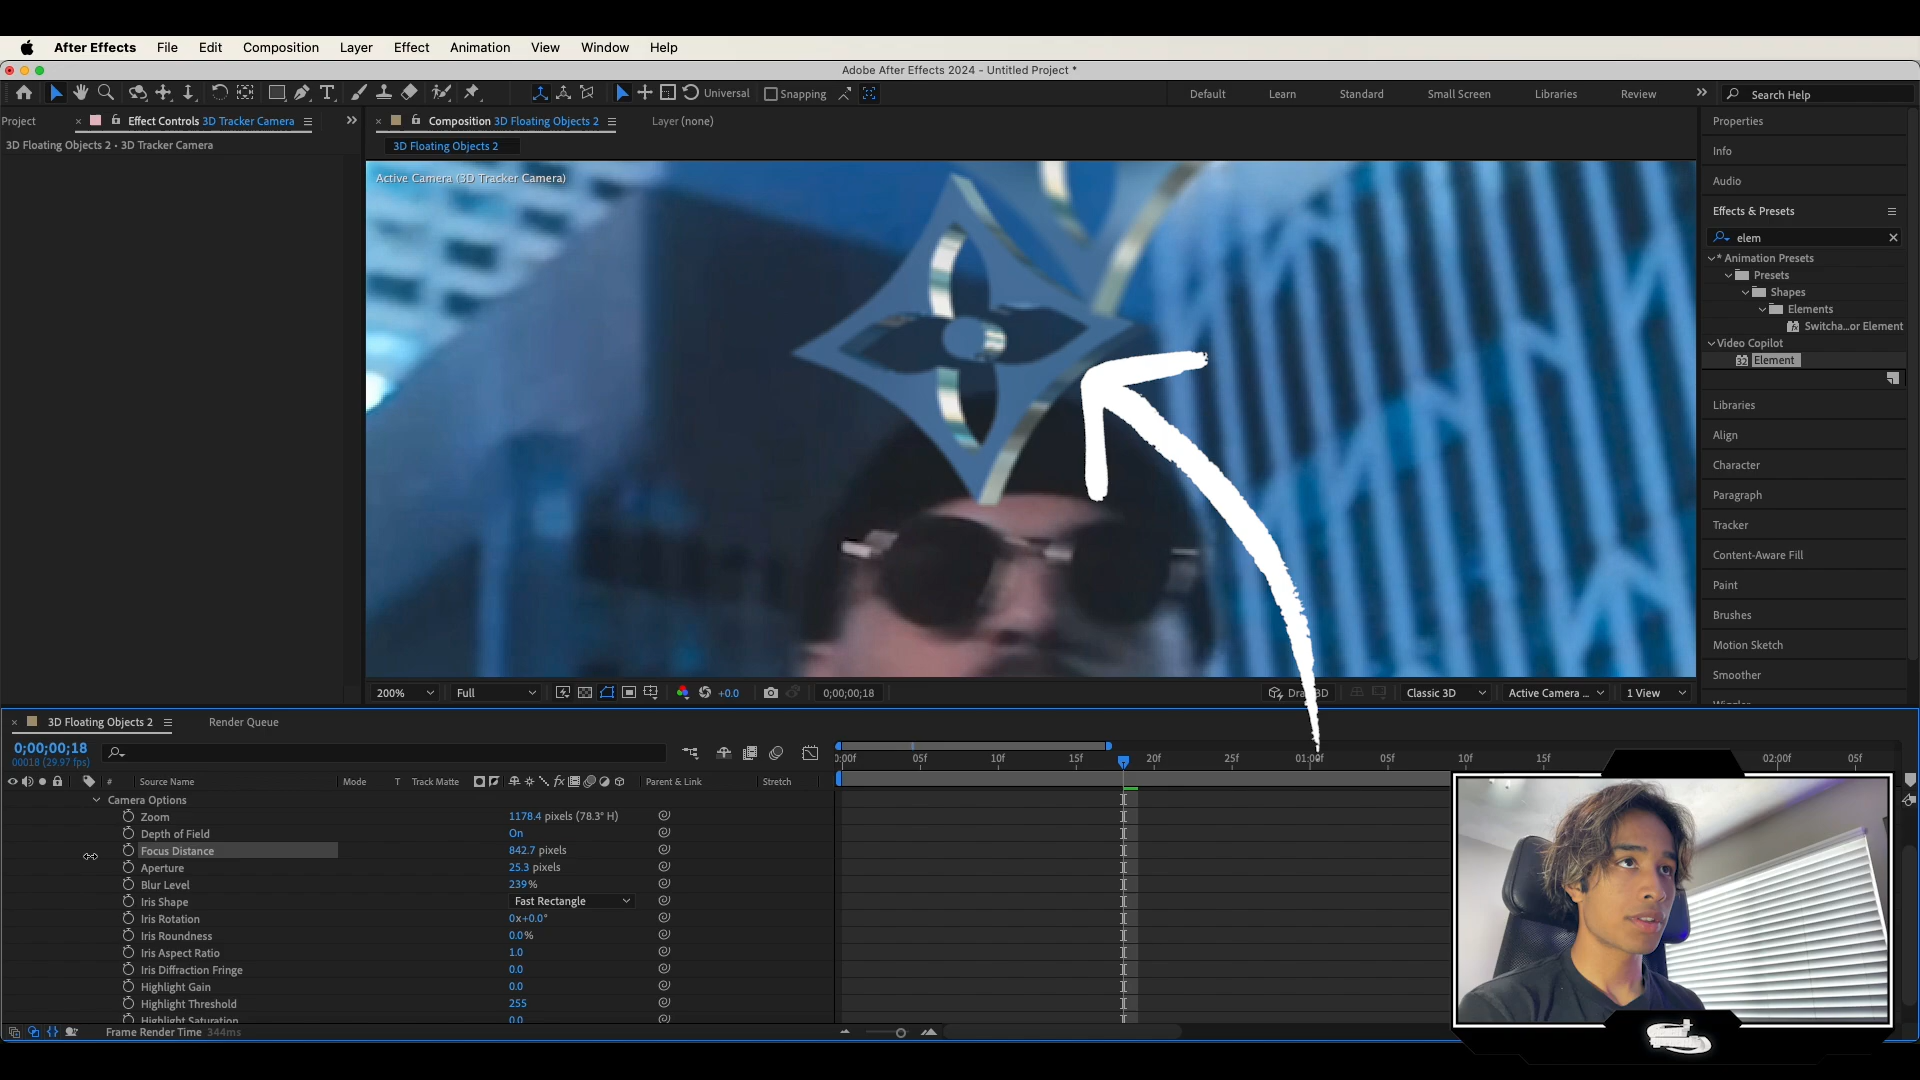 After Effects File Edit Composition Layer Effect Animation View Window Help
Adobe After Effects 2024 - Untitled Project *
Universal Snapping Default Learn Standard Small Screen Libraries Review Search Help
Project Effect Controls 3D Tracker Camera Composition 3D Floating Objects 2 Layer (none)
3D Floating Objects 2 • 3D Tracker Camera
3D Floating Objects 2
Active Camera (3D Tracker Camera)
Properties
Info
Audio
Effects & Presets
elem
* Animation Presets
Presets
Shapes
Elements
Switcha...or Element
Video Copilot
32 Element
Libraries
Align
Character
Paragraph
Tracker
Content-Aware Fill
Paint
Brushes
Motion Sketch
Smoother
200% Full +0.0 0;00;00;18 Classic 3D Active Camera ... 1 View
3D Floating Objects 2 Render Queue
0;00;00;18
00018 (29.97 fps)
# Source Name Mode T Track Matte fx Parent & Link Stretch
0:00f 05f 10f 15f 20f 25f 01:00f 05f 10f 15f 02:00f 05f
Camera Options
Zoom 1178.4 pixels (78.3° H)
Depth of Field On
Focus Distance 842.7 pixels
Aperture 25.3 pixels
Blur Level 239%
Iris Shape Fast Rectangle
Iris Rotation 0x+0.0°
Iris Roundness 0.0%
Iris Aspect Ratio 1.0
Iris Diffraction Fringe 0.0
Highlight Gain 0.0
Highlight Threshold 255
Highlight Saturation 0.0
Frame Render Time 344ms